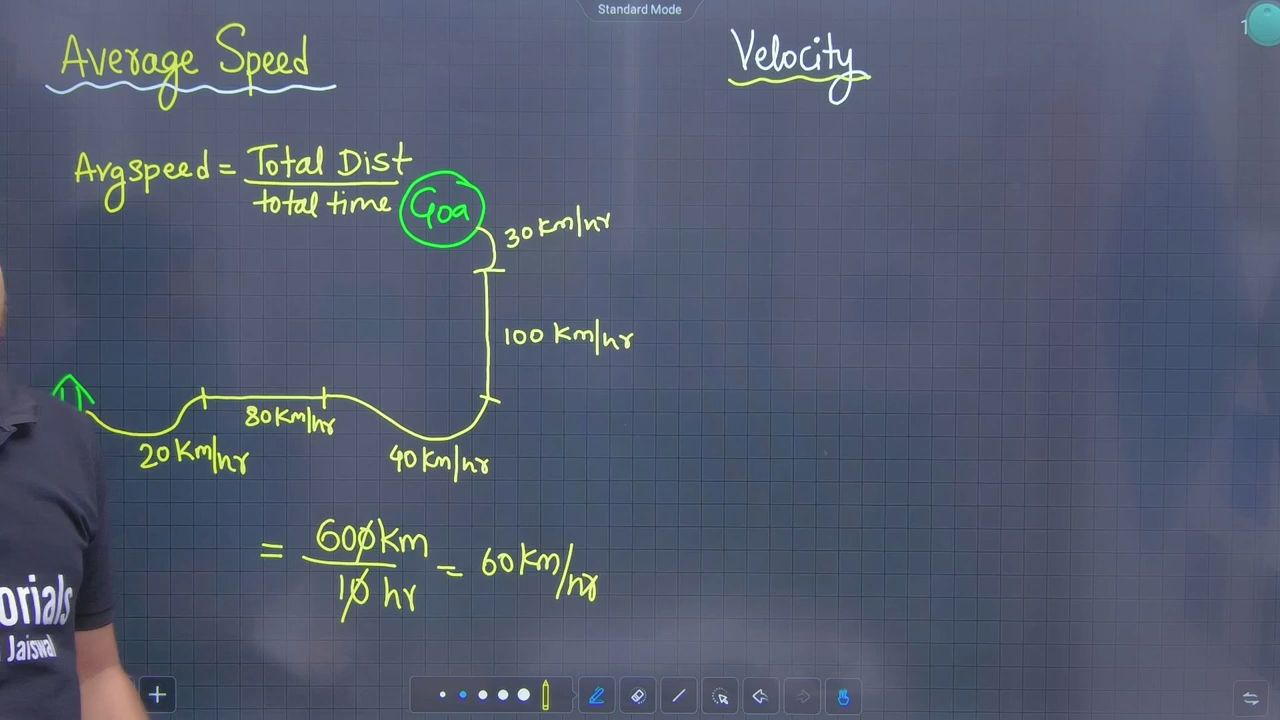 Standard Mode
1
Average Speed
Velocity
Avgspeed = Total Dist
total time
Goa
30 Km/hr
100 Km/hr
80 Km/hr
20 Km/hr
40 Km/hr
= 600 Km
10 hr
= 60 Km/hr
orials
Jaiswal